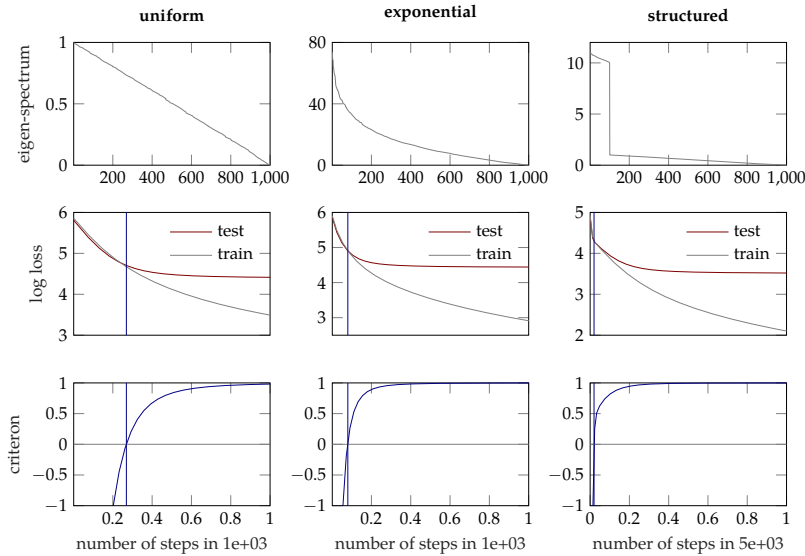 uniform exponential structured
eigen-spectrum
1
0.5
0
200 400 600 800 1,000
80
40
0
200 400 600 800 1,000
10
5
0
200 400 600 800 1,000
log loss
6
5
4
3
test
train
6
5
4
3
test
train
5
4
3
2
test
train
criteron
1
0.5
0
−0.5
−1
0.2 0.4 0.6 0.8 1
number of steps in 1e+03
1
0.5
0
−0.5
−1
0.2 0.4 0.6 0.8 1
number of steps in 1e+03
1
0.5
0
−0.5
−1
0 0.2 0.4 0.6 0.8 1
number of steps in 5e+03